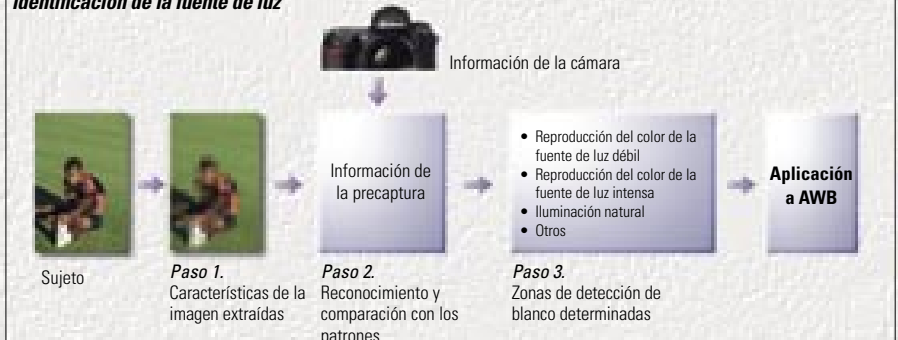 Identificación de la fuente de luz
Información de la cámara
Información de
la precaptura
• Reproducción del color de la
fuente de luz débil
• Reproducción del color de la
fuente de luz intensa
• Iluminación natural
• Otros
Aplicación
a AWB
Sujeto
Paso 1.
Características de la
imagen extraídas
Paso 2.
Reconocimiento y
comparación con los
patrones
Paso 3.
Zonas de detección de
blanco determinadas